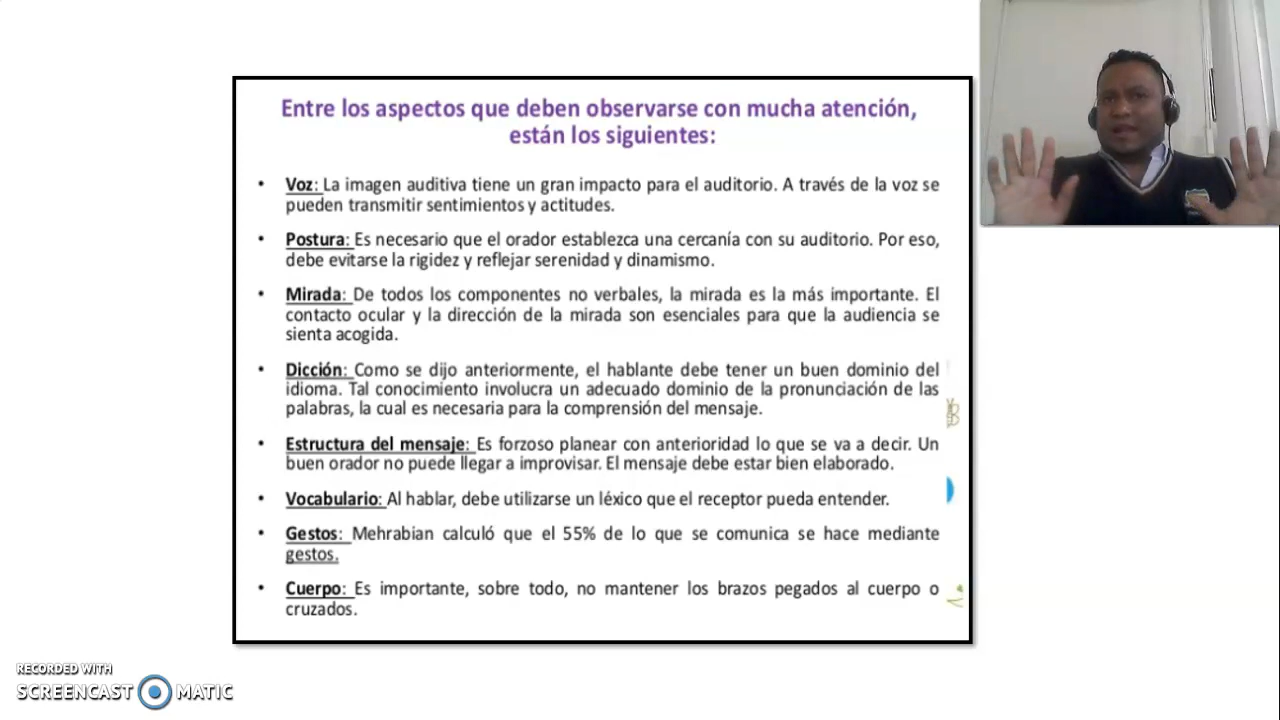 Entre los aspectos que deben observarse con mucha atención,
están los siguientes:
• Voz: La imagen auditiva tiene un gran impacto para el auditorio. A través de la voz se
pueden transmitir sentimientos y actitudes.
• Postura: Es necesario que el orador establezca una cercanía con su auditorio. Por eso,
debe evitarse la rigidez y reflejar serenidad y dinamismo.
• Mirada: De todos los componentes no verbales, la mirada es la más importante. El
contacto ocular y la dirección de la mirada son esenciales para que la audiencia se
sienta acogida.
• Dicción: Como se dijo anteriormente, el hablante debe tener un buen dominio del
idioma. Tal conocimiento involucra un adecuado dominio de la pronunciación de las
palabras, la cual es necesaria para la comprensión del mensaje.
• Estructura del mensaje: Es forzoso planear con anterioridad lo que se va a decir. Un
buen orador no puede llegar a improvisar. El mensaje debe estar bien elaborado.
• Vocabulario: Al hablar, debe utilizarse un léxico que el receptor pueda entender.
• Gestos: Mehrabian calculó que el 55% de lo que se comunica se hace mediante
gestos.
• Cuerpo: Es importante, sobre todo, no mantener los brazos pegados al cuerpo o
cruzados.
RECORDED WITH
SCREENCAST MATIC